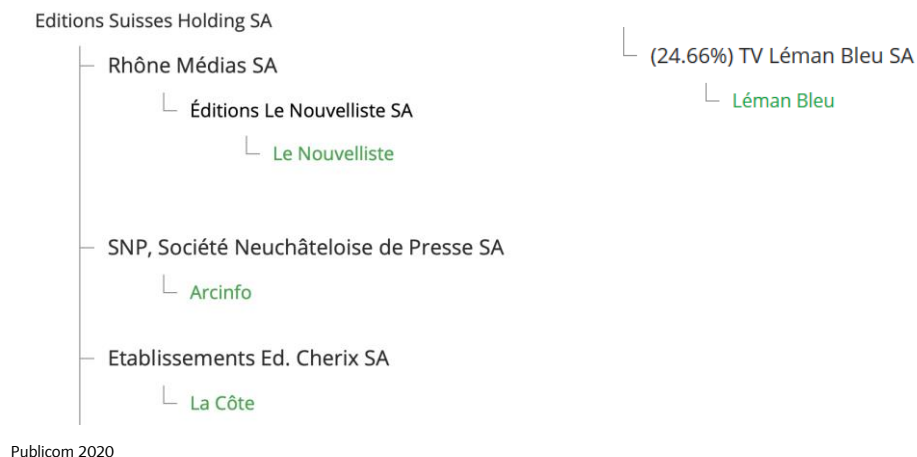 Editions Suisses Holding SA
Rhône Médias SA
Éditions Le Nouvelliste SA
Le Nouvelliste
SNP, Société Neuchâteloise de Presse SA
Arcinfo
Etablissements Ed. Cherix SA
La Côte
(24.66%) TV Léman Bleu SA
Léman Bleu
Publicom 2020